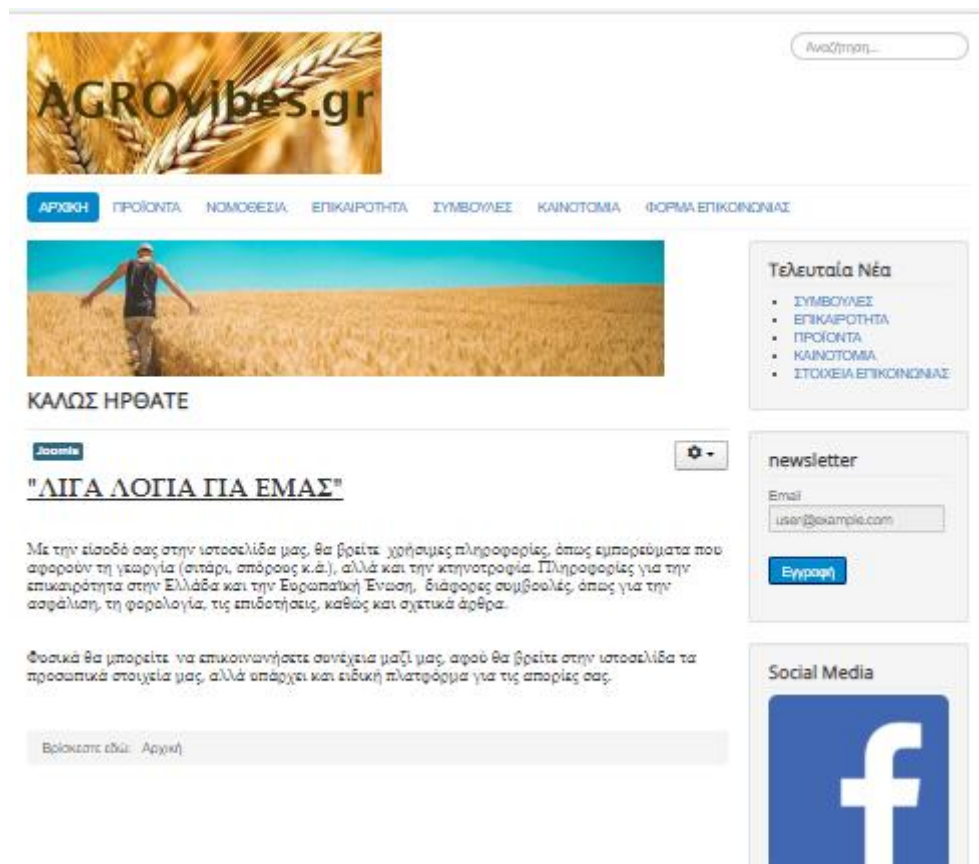 AGROvibes.gr
Αναζήτηση...
ΑΡΧΙΚΗ ΠΡΟΪΟΝΤΑ ΝΟΜΟΘΕΣΙΑ ΕΠΙΚΑΙΡΟΤΗΤΑ ΣΥΜΒΟΥΛΕΣ ΚΑΙΝΟΤΟΜΙΑ ΦΟΡΜΑ ΕΠΙΚΟΙΝΩΝΙΑΣ
ΚΑΛΩΣ ΗΡΘΑΤΕ
Joomla
"ΛΙΓΑ ΛΟΓΙΑ ΓΙΑ ΕΜΑΣ"
Με την είσοδό σας στην ιστοσελίδα μας, θα βρείτε χρήσιμες πληροφορίες, όπως εμπορεύματα που
αφορούν τη γεωργία (σιτάρι, σπόρους κ.ά.), αλλά και την κτηνοτροφία. Πληροφορίες για την
επικαιρότητα στην Ελλάδα και την Ευρωπαϊκή Ένωση, διάφορες συμβουλές, όπως για την
ασφάλιση, τη φορολογία, τις επιδοτήσεις, καθώς και σχετικά άρθρα.
Φυσικά θα μπορείτε να επικοινωνήσετε συνέχεια μαζί μας, αφού θα βρείτε στην ιστοσελίδα τα
προσωπικά στοιχεία μας, αλλά υπάρχει και ειδική πλατφόρμα για τις απορίες σας.
Βρίσκεστε εδώ: Αρχική
Τελευταία Νέα
ΣΥΜΒΟΥΛΕΣ
ΕΠΙΚΑΙΡΟΤΗΤΑ
ΠΡΟΪΟΝΤΑ
ΚΑΙΝΟΤΟΜΙΑ
ΣΤΟΙΧΕΙΑ ΕΠΙΚΟΙΝΩΝΙΑΣ
newsletter
Email
user@example.com
Εγγραφή
Social Media
f